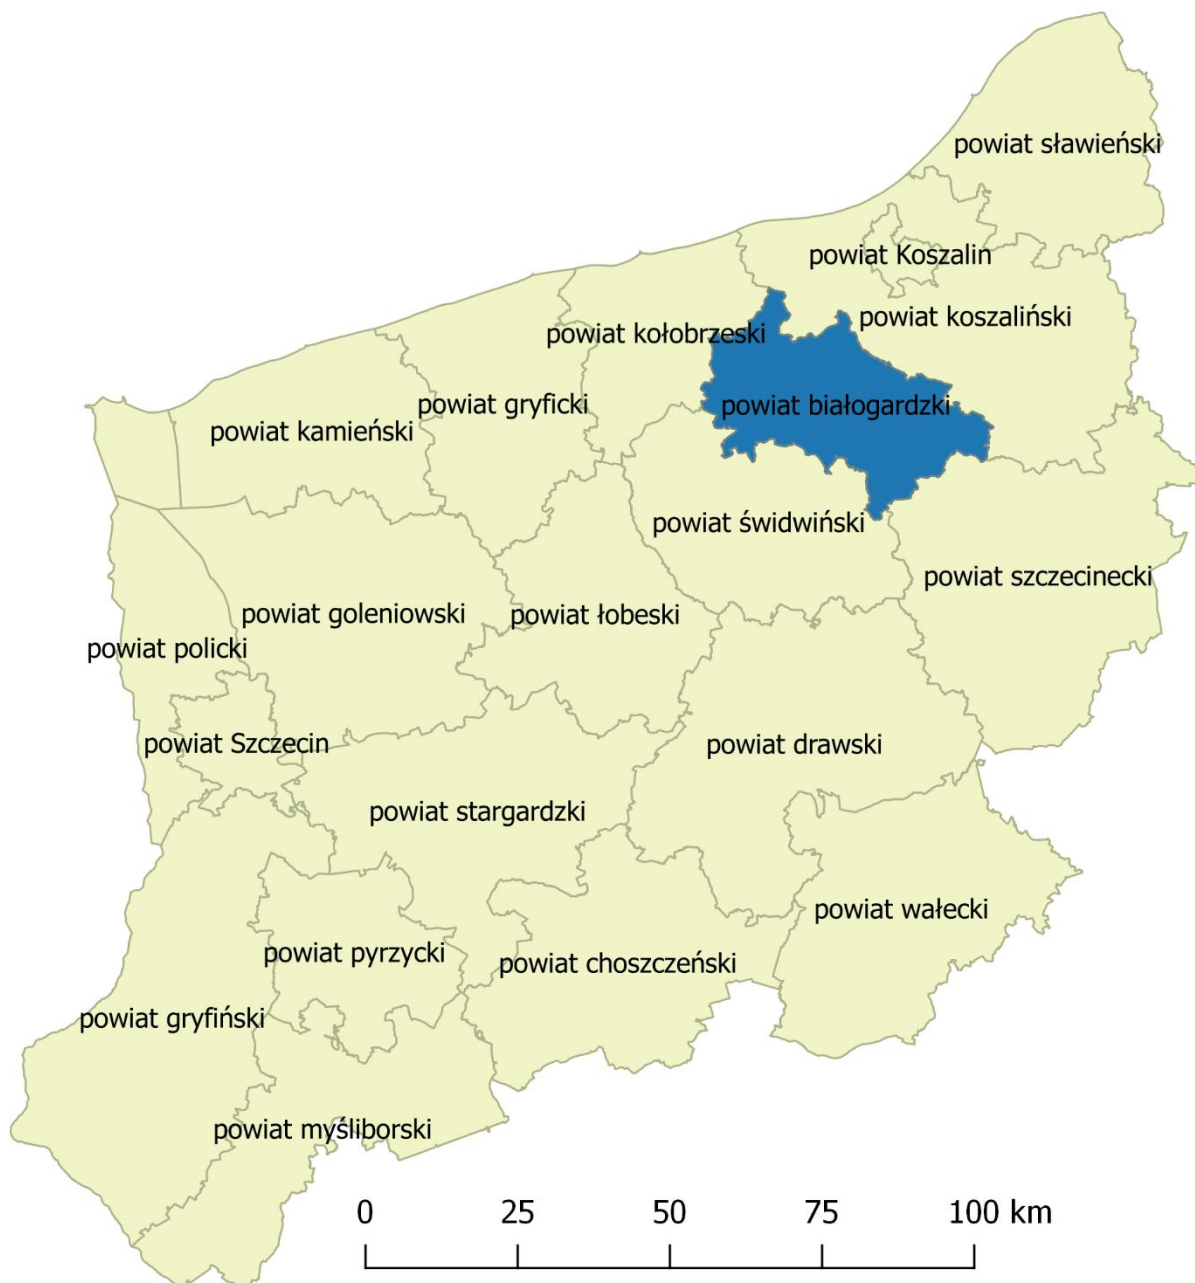 powiat sławieński
powiat Koszalin
powiat koszaliński
powiat kołobrzeski
powiat gryficki
powiat białogardzki
powiat kamieński
powiat świdwiński
powiat szczecinecki
powiat goleniowski
powiat łobeski
powiat policki
powiat Szczecin
powiat drawski
powiat stargardzki
powiat wałecki
powiat pyrzycki
powiat choszczeński
powiat gryfiński
powiat myśliborski
0 25 50 75 100 km